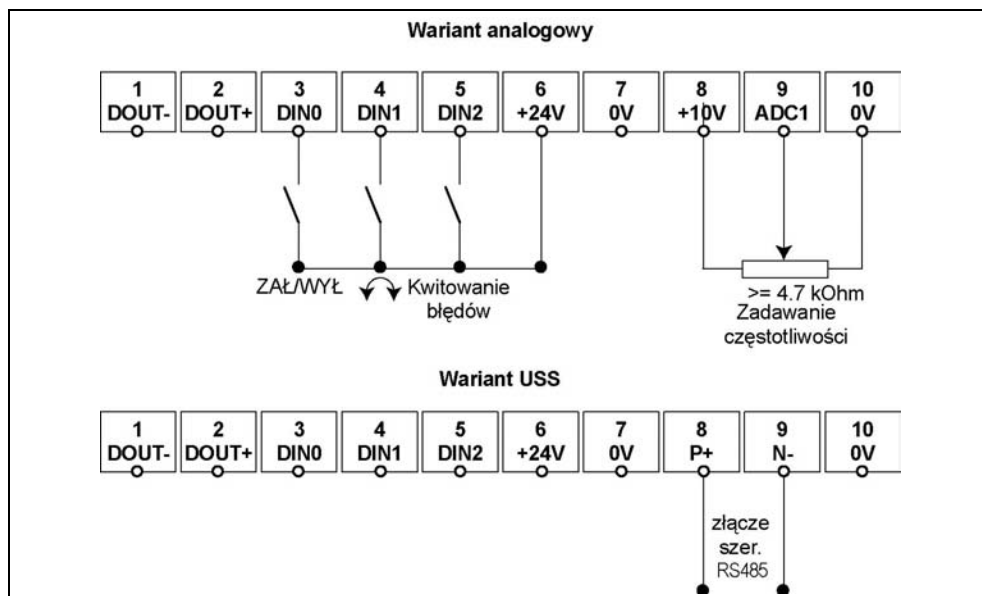 Wariant analogowy
1 2 3 4 5 6 7 8 9 10
DOUT- DOUT+ DIN0 DIN1 DIN2 +24V 0V +10V ADC1 0V
ZAŁ/WYŁ Kwitowanie
błędów
>= 4.7 kOhm
Zadawanie
częstotliwości
Wariant USS
1 2 3 4 5 6 7 8 9 10
DOUT- DOUT+ DIN0 DIN1 DIN2 +24V 0V P+ N- 0V
złącze
szer.
RS485